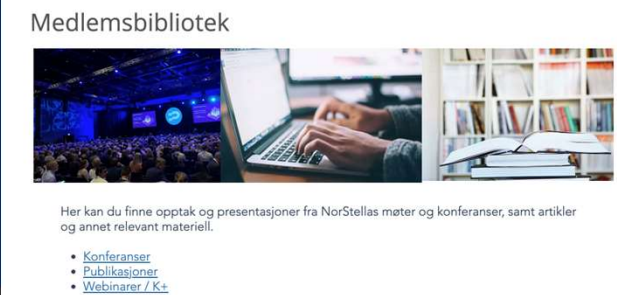 Medlemsbibliotek
Her kan du finne opptak og presentasjoner fra NorStellas møter og konferanser, samt artikler
og annet relevant materiell.
Konferanser
Publikasjoner
Webinarer / K+